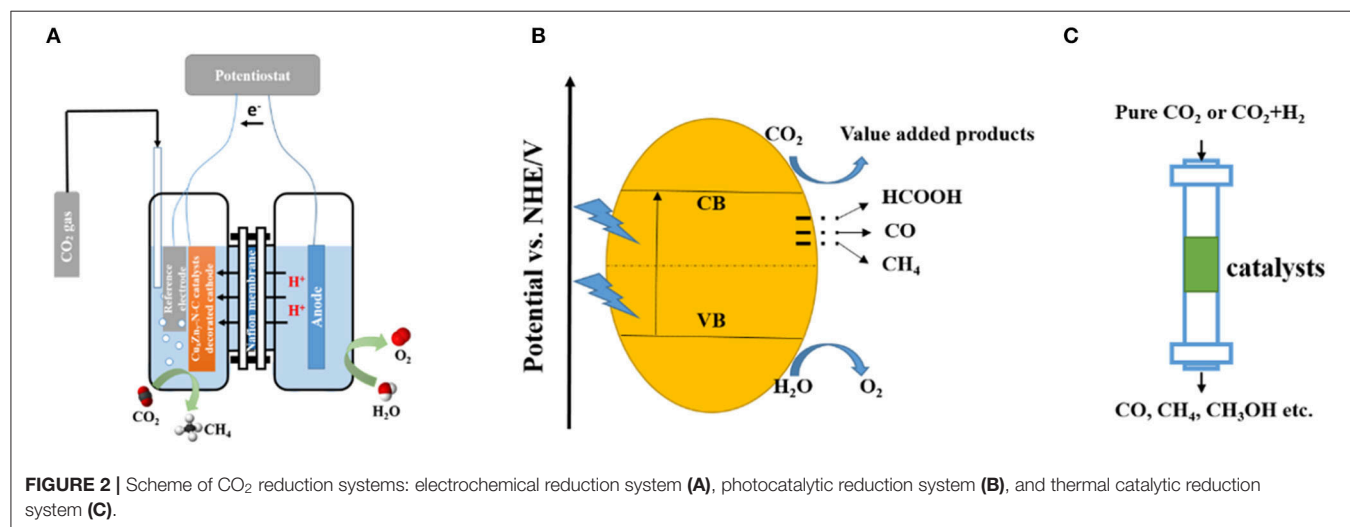 A
Potentiostat
e⁻
CO₂ gas
Reference
electrode
CuₓZnᵧ-N-C catalysts
decorated cathode
Nafion membrane
H⁺
H⁺
Anode
O₂
H₂O
CO₂
CH₄
B
Potential vs. NHE/V
CO₂
Value added products
CB
HCOOH
CO
CH₄
VB
H₂O
O₂
C
Pure CO₂ or CO₂+H₂
catalysts
CO, CH₄, CH₃OH etc.
FIGURE 2 | Scheme of CO₂ reduction systems: electrochemical reduction system (A), photocatalytic reduction system (B), and thermal catalytic reduction
system (C).